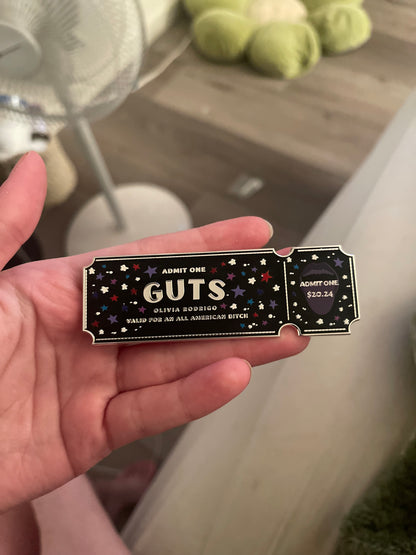 ADMIT ONE
GUTS
OLIVIA RODRIGO
VALID FOR AN ALL AMERICAN BITCH
ADMIT ONE
$20.24